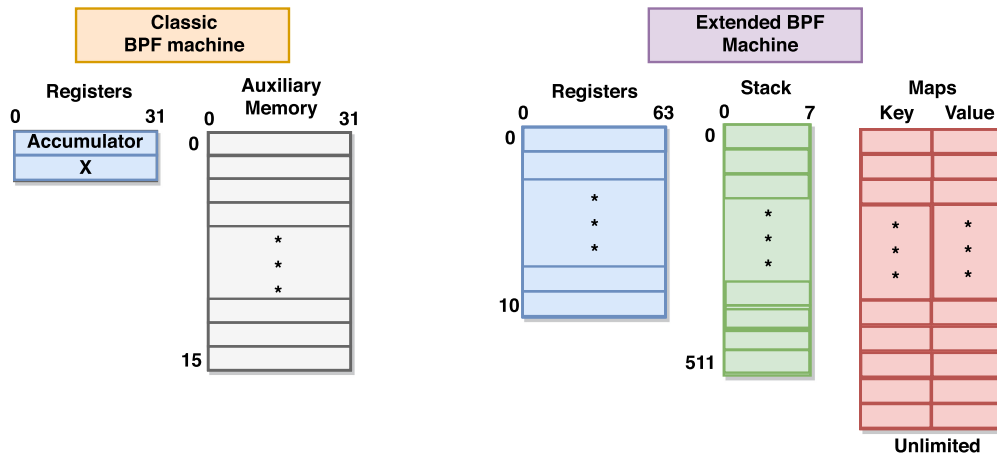 Classic
BPF machine
Registers
0 31
Accumulator
X
Auxiliary
Memory
0 31
0
*
*
*
15
Extended BPF
Machine
Registers
0 63
0
*
*
*
10
Stack
0 7
0
*
*
*
511
Maps
Key Value
* *
* *
* *
Unlimited